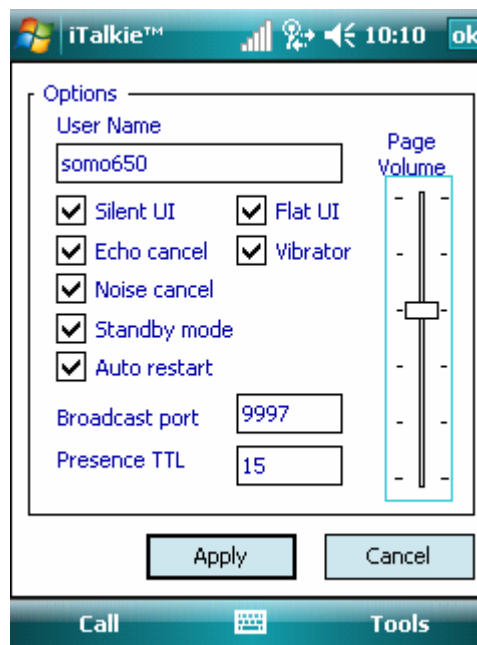 iTalkie™ 10:10 ok
Options
User Name
somo650
Page
Volume
Silent UI Flat UI
Echo cancel Vibrator
Noise cancel
Standby mode
Auto restart
Broadcast port 9997
Presence TTL 15
Apply Cancel
Call Tools